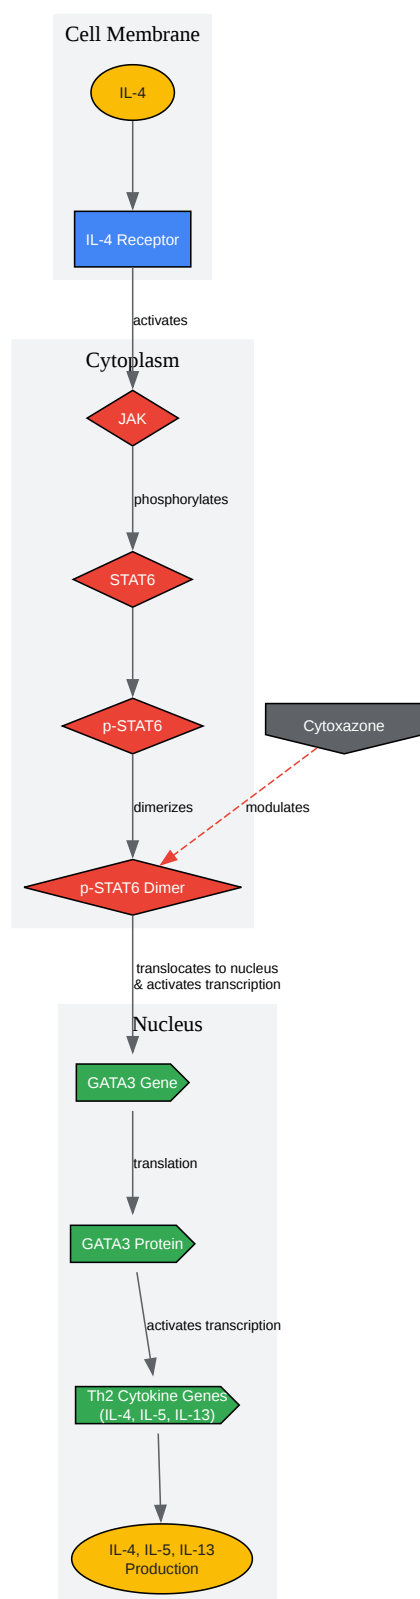 Cell Membrane
IL-4
IL-4 Receptor
activates
Cytoplasm
JAK
phosphorylates
STAT6
p-STAT6
Cytoxazone
dimerizes
modulates
p-STAT6 Dimer
translocates to nucleus
& activates transcription
Nucleus
GATA3 Gene
translation
GATA3 Protein
activates transcription
Th2 Cytokine Genes
(IL-4, IL-5, IL-13)
IL-4, IL-5, IL-13
Production